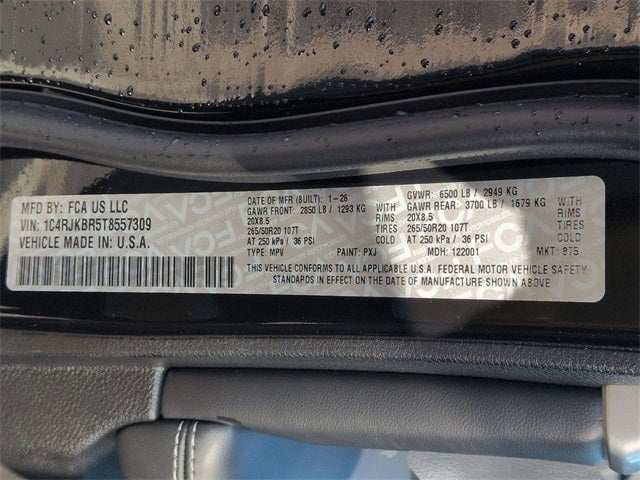 MFD BY: FCA US LLC
VIN: 1C4RJKBR5T8557309
VEHICLE MADE IN: U.S.A.
DATE OF MFR (BUILT): 1-26
GAWR FRONT: 2850 LB / 1293 KG WITH
20X8.5 RIMS
265/50R20 107T TIRES
AT 250 kPa / 36 PSI COLD
TYPE: MPV PAINT: PXJ
GVWR: 6500 LB / 2949 KG
GAWR REAR: 3700 LB / 1679 KG WITH
20X8.5 RIMS
265/50R20 107T TIRES
AT 250 kPa / 36 PSI COLD
MDH: 122001 MKT: 875
THIS VEHICLE CONFORMS TO ALL APPLICABLE U.S.A. FEDERAL MOTOR VEHICLE SAFETY
STANDARDS IN EFFECT ON THE DATE OF MANUFACTURE SHOWN ABOVE